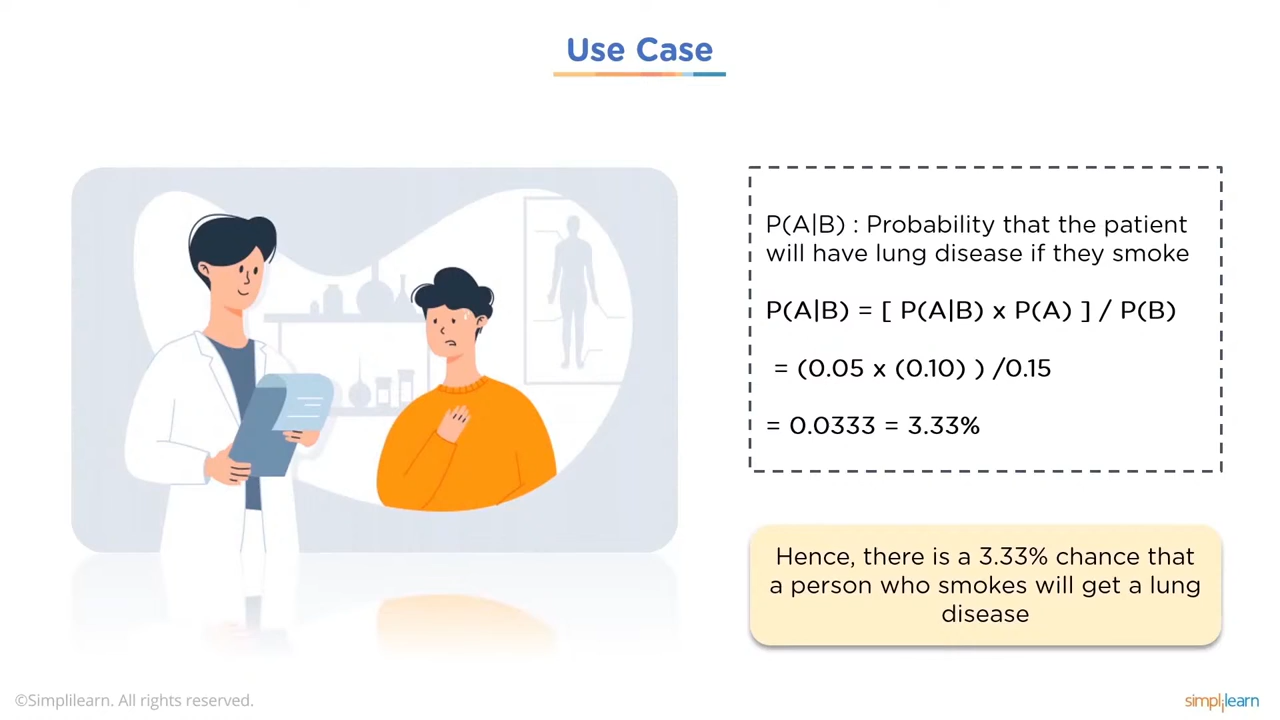 Use Case
P(A|B) : Probability that the patient
will have lung disease if they smoke
P(A|B) = [ P(A|B) x P(A) ] / P(B)
= (0.05 x (0.10) ) /0.15
= 0.0333 = 3.33%
Hence, there is a 3.33% chance that
a person who smokes will get a lung
disease
©Simplilearn. All rights reserved.
simplilearn